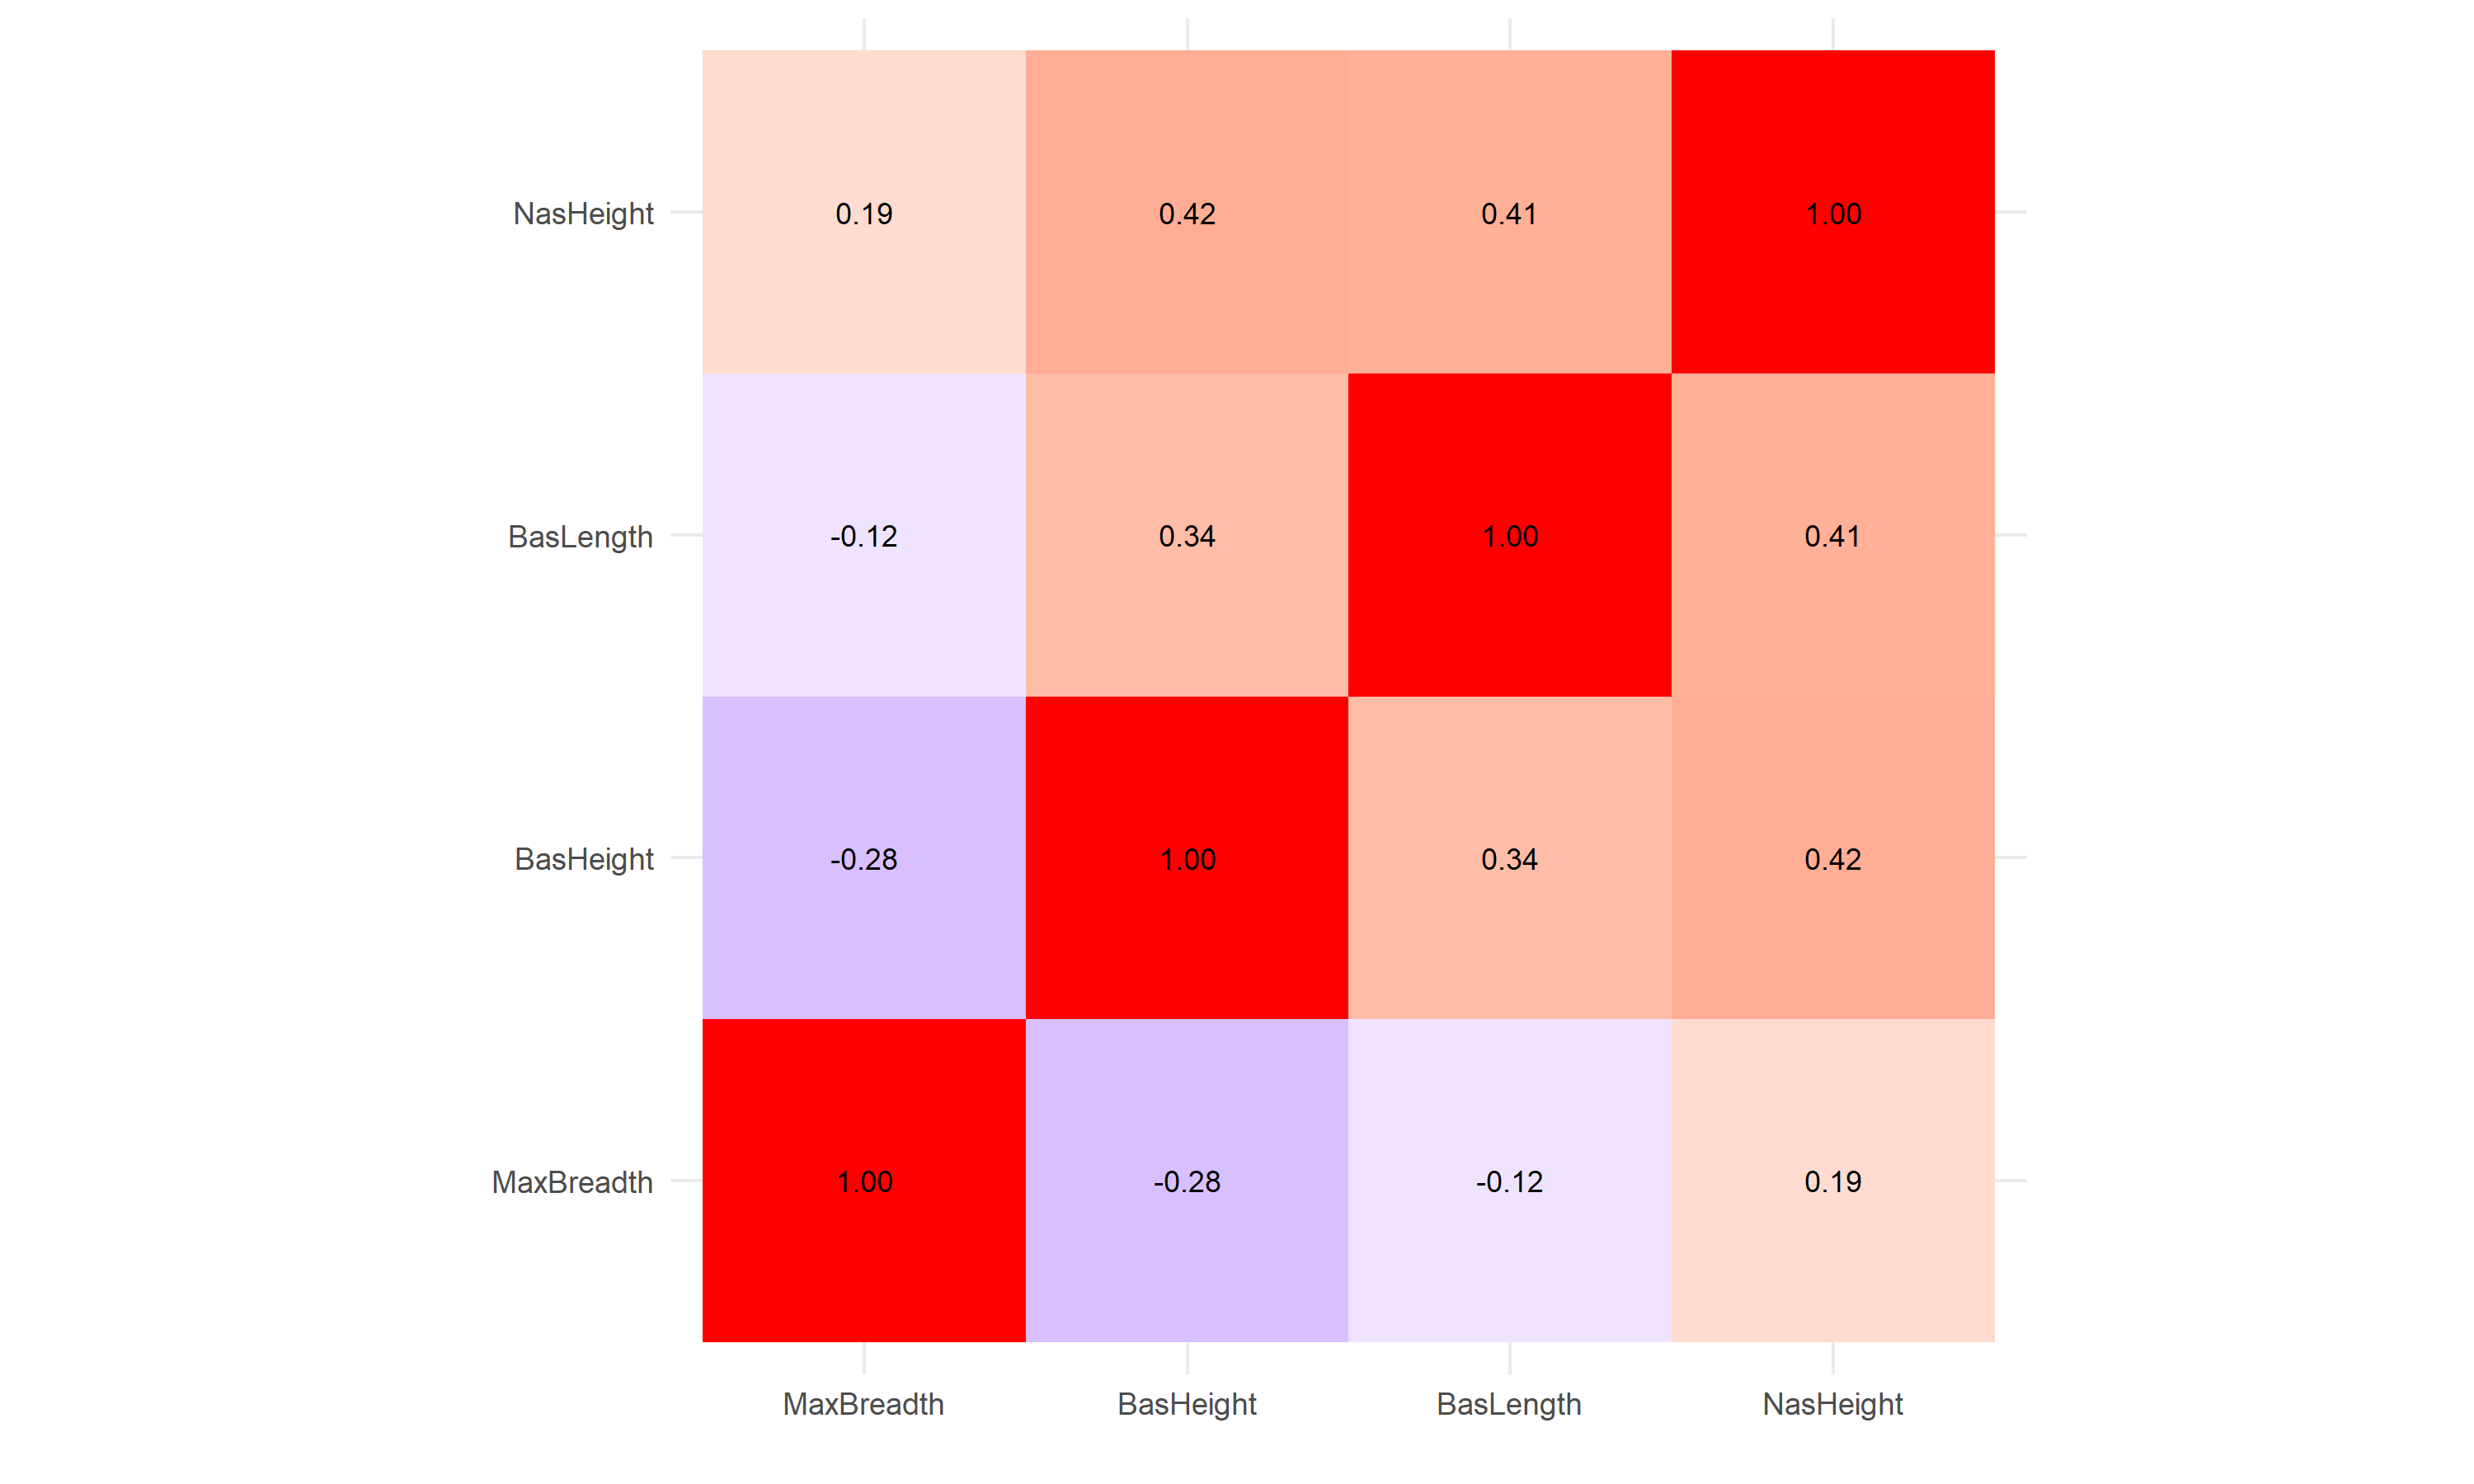 NasHeight 0.19 0.42 0.41 1.00
BasLength -0.12 0.34 1.00 0.41
BasHeight -0.28 1.00 0.34 0.42
MaxBreadth 1.00 -0.28 -0.12 0.19
MaxBreadth BasHeight BasLength NasHeight